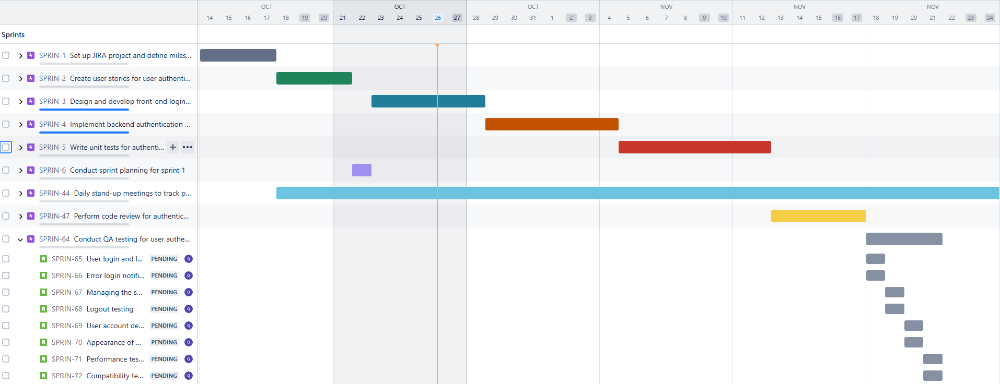 OCT OCT OCT NOV NOV NOV
14 15 16 17 18 19 20 21 22 23 24 25 26 27 28 29 30 31 1 2 3 4 5 6 7 8 9 10 11 12 13 14 15 16 17 18 19 20 21 22 23 24
Sprints
SPRIN-1 Set up JIRA project and define miles...
SPRIN-2 Create user stories for user authenti...
SPRIN-3 Design and develop front-end login...
SPRIN-4 Implement backend authentication ...
SPRIN-5 Write unit tests for authenti...
SPRIN-6 Conduct sprint planning for sprint 1
SPRIN-44 Daily stand-up meetings to track p...
SPRIN-47 Perform code review for authentic...
SPRIN-64 Conduct QA testing for user authe...
SPRIN-65 User login and l... PENDING Q
SPRIN-66 Error login notifi... PENDING Q
SPRIN-67 Managing the s... PENDING Q
SPRIN-68 Logout testing PENDING Q
SPRIN-69 User account de... PENDING Q
SPRIN-70 Appearance of ... PENDING Q
SPRIN-71 Performance tes... PENDING Q
SPRIN-72 Compatibility te... PENDING Q